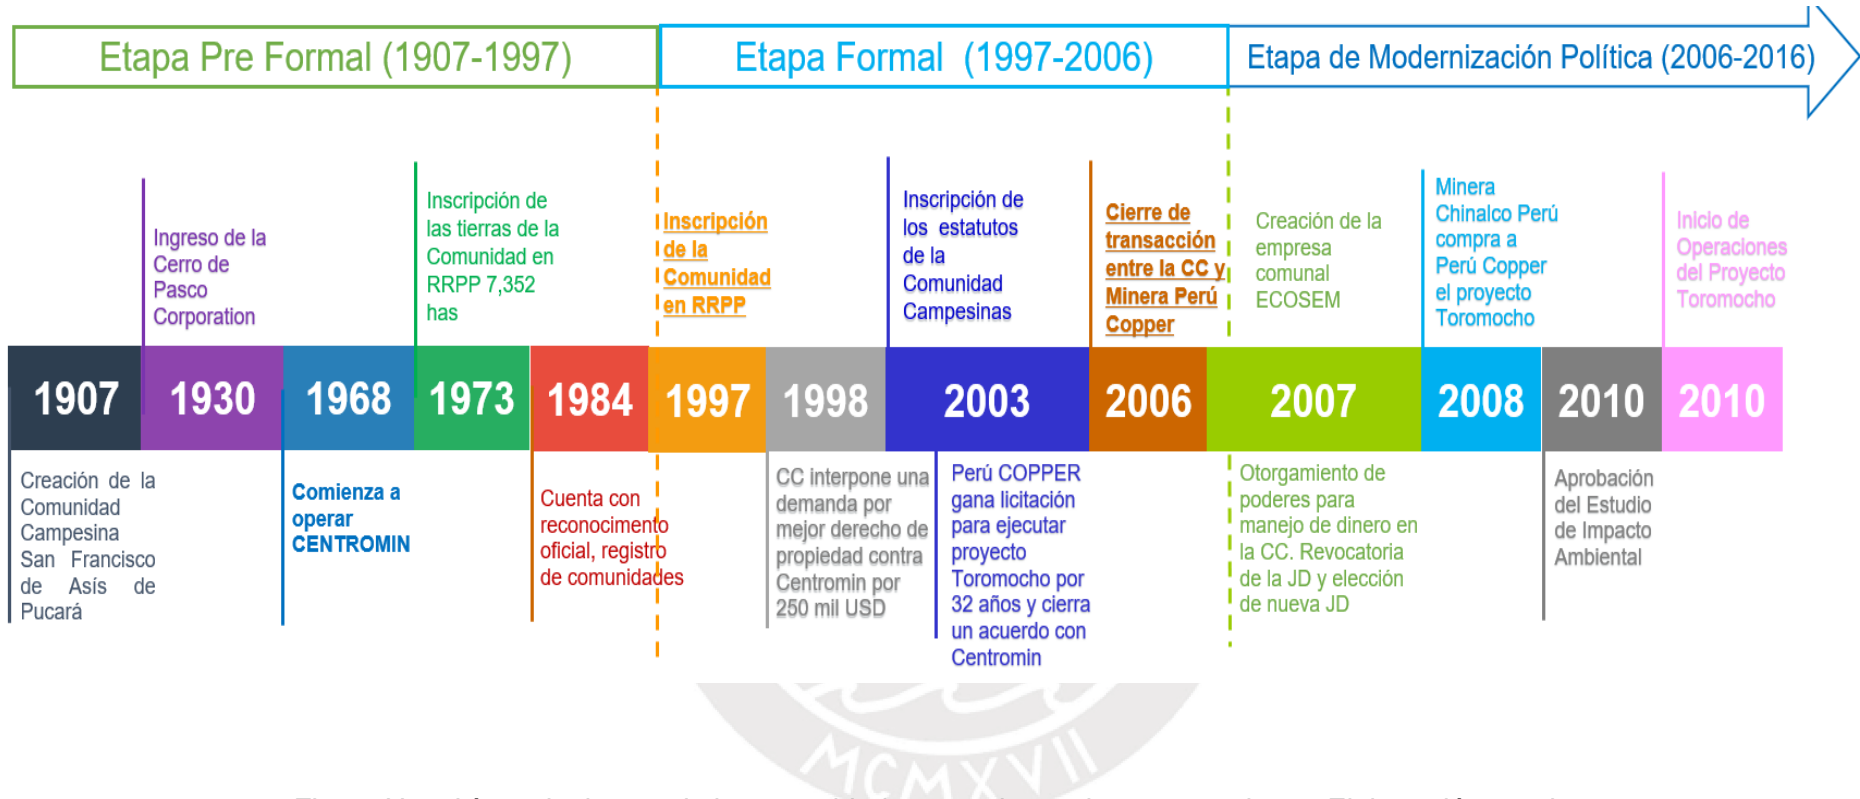 Etapa Pre Formal (1907-1997)
Etapa Formal (1997-2006)
Etapa de Modernización Política (2006-2016)
Ingreso de la
Cerro de
Pasco
Corporation
Inscripción de
las tierras de la
Comunidad en
RRPP 7,352
has
Inscripción
de la
Comunidad
en RRPP
Inscripción de
los estatutos
de la
Comunidad
Campesinas
Cierre de
transacción
entre la CC y
Minera Perú
Copper
Creación de la
empresa
comunal
ECOSEM
Minera
Chinalco Perú
compra a
Perú Copper
el proyecto
Toromocho
Inicio de
Operaciones
del Proyecto
Toromocho
1907 1930 1968 1973 1984 1997 1998 2003 2006 2007 2008 2010 2010
Creación de la
Comunidad
Campesina
San Francisco
de Asís de
Pucará
Comienza a
operar
CENTROMIN
Cuenta con
reconocimento
oficial, registro
de comunidades
CC interpone una
demanda por
mejor derecho de
propiedad contra
Centromin por
250 mil USD
Perú COPPER
gana licitación
para ejecutar
proyecto
Toromocho por
32 años y cierra
un acuerdo con
Centromin
Otorgamiento de
poderes para
manejo de dinero en
la CC. Revocatoria
de la JD y elección
de nueva JD
Aprobación
del Estudio
de Impacto
Ambiental
MCMXVII